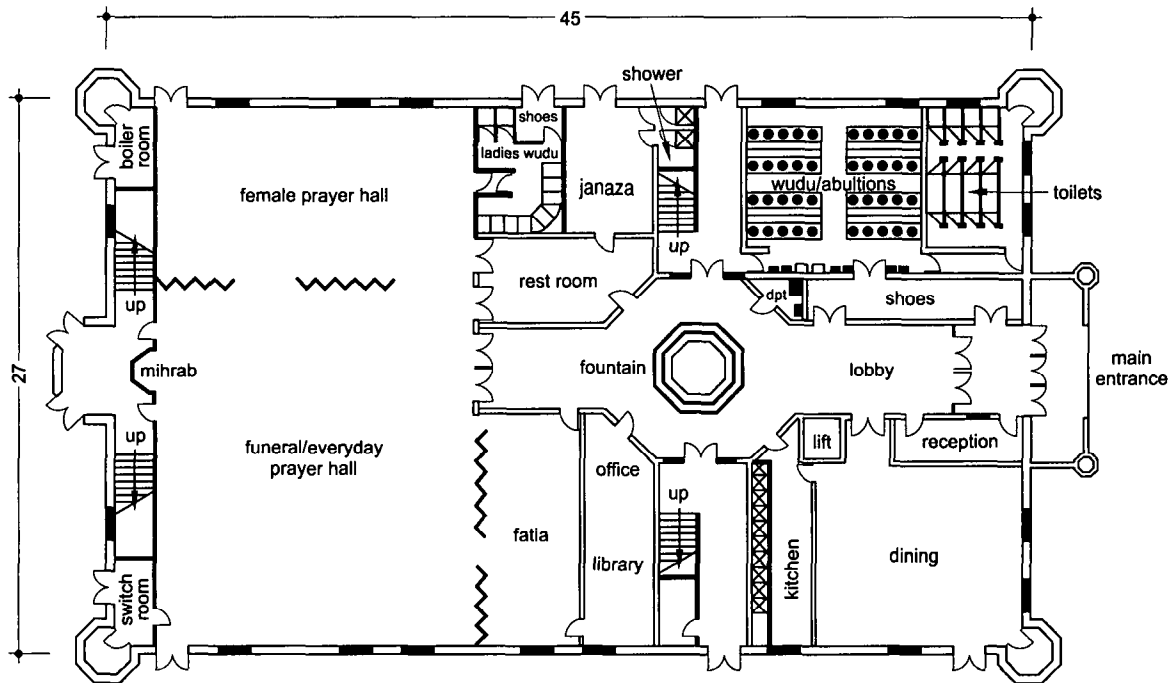 45
shower
shoes
boiler
room
ladies wudu
female prayer hall
janaza
wudu/abultions
toilets
up
up
rest room
dpt
shoes
27
mihrab
fountain
lobby
main
entrance
up
funeral/everyday
prayer hall
office
lift
reception
up
fatla
library
kitchen
dining
switch
room